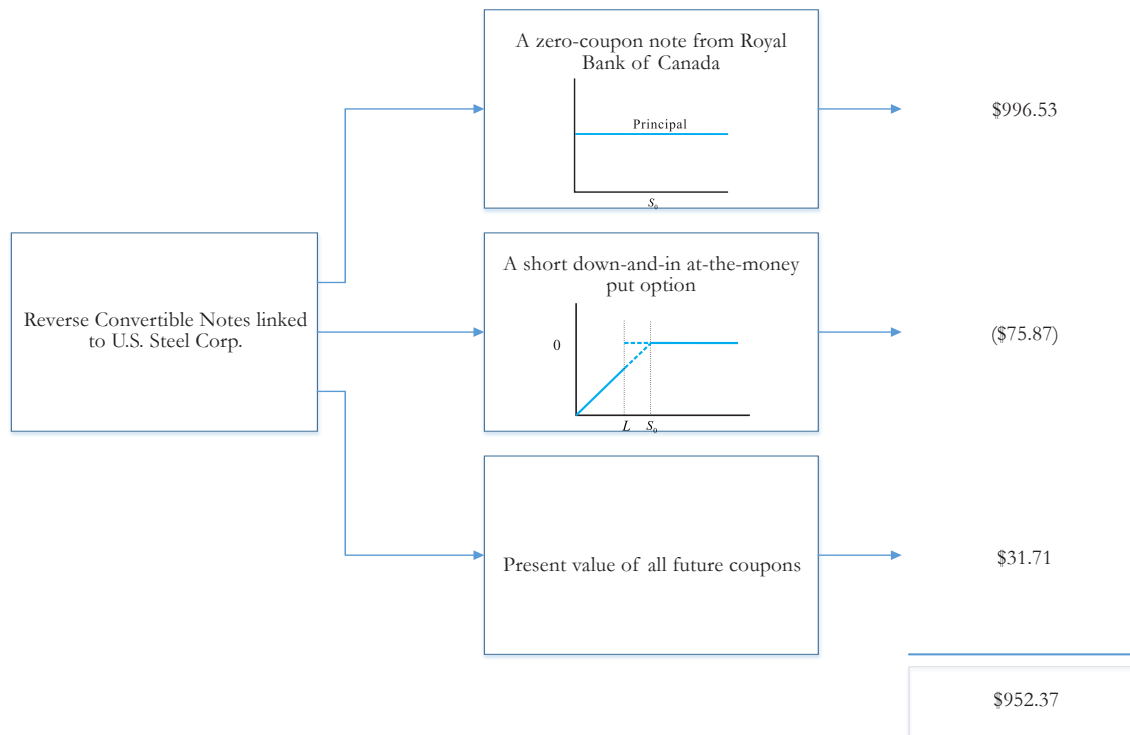 A zero-coupon note from Royal
Bank of Canada
Principal
S₀
$996.53
Reverse Convertible Notes linked
to U.S. Steel Corp.
A short down-and-in at-the-money
put option
0
L S₀
($75.87)
Present value of all future coupons
$31.71
$952.37